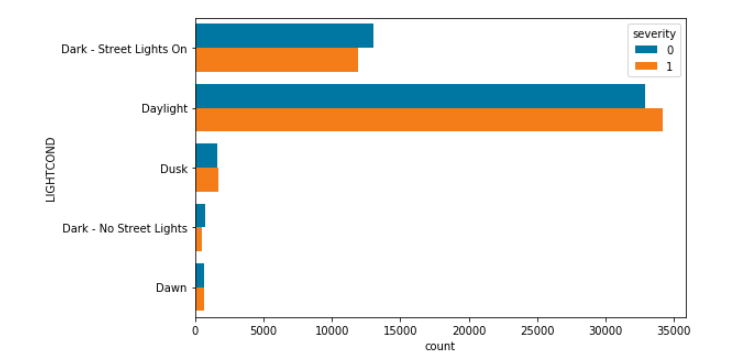 severity
0
1
Dark - Street Lights On
Daylight
Dusk
Dark - No Street Lights
Dawn
LIGHTCOND
0 5000 10000 15000 20000 25000 30000 35000
count